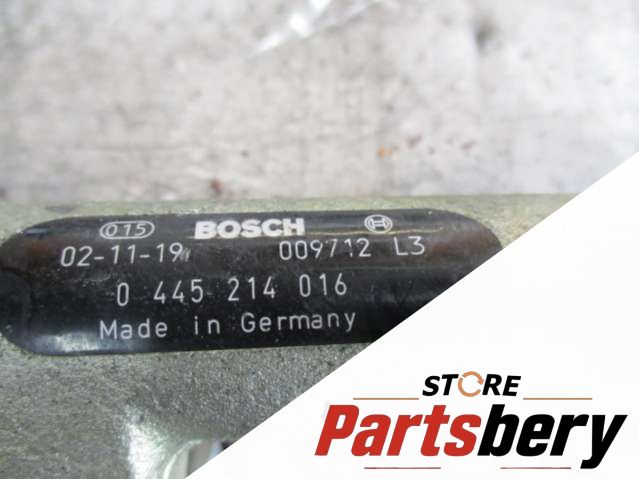 015 BOSCH
02-11-19 009712 L3
0 445 214 016
Made in Germany
STORE
Partsbery